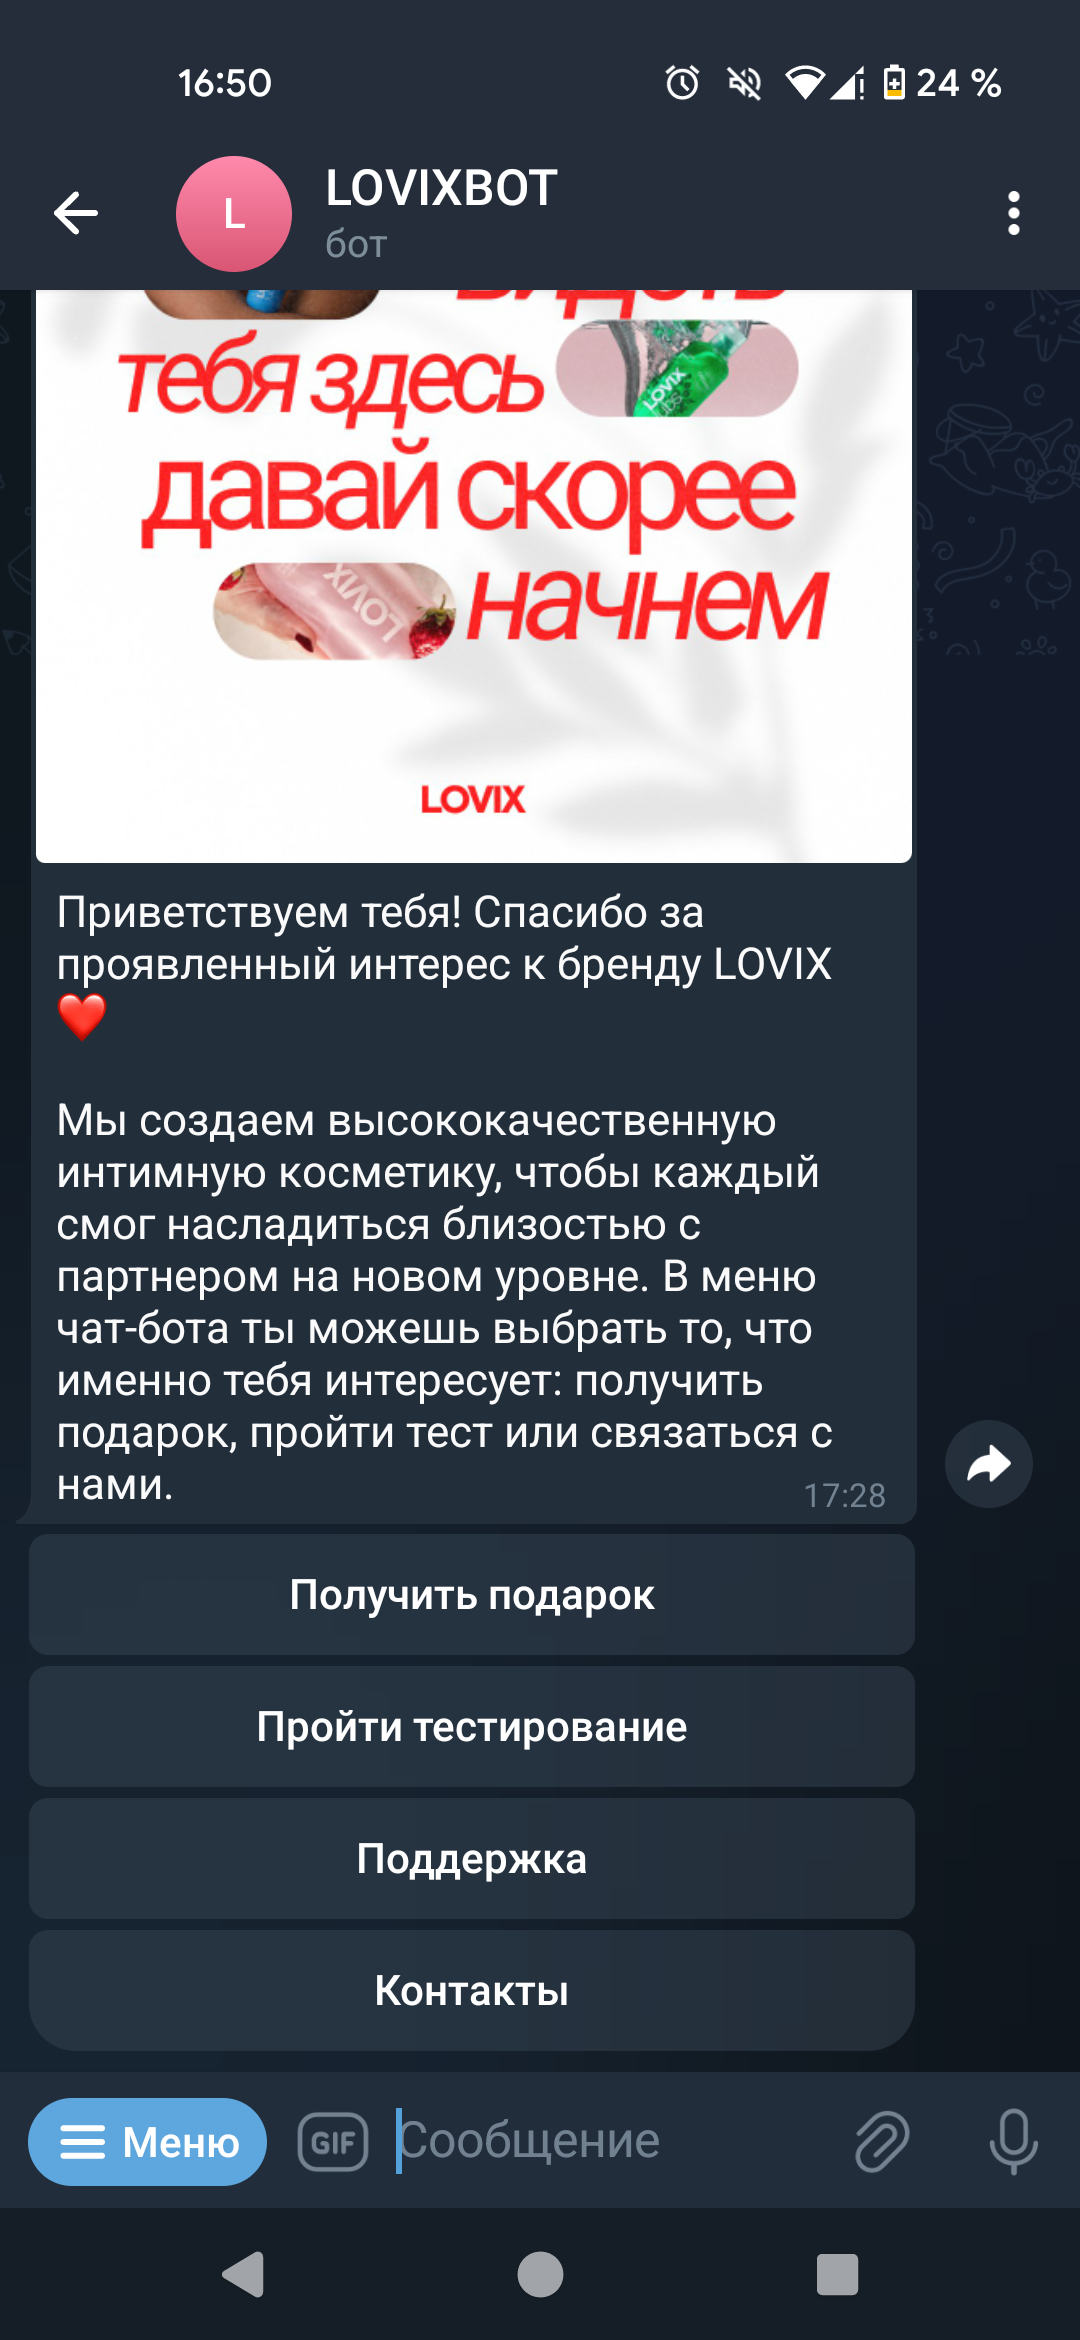 16:50
24 %
L
LOVIXBOT
бот
тебя здесь
LOVIX
давай скорее
LOVIX
начнем
LOVIX
Приветствуем тебя! Спасибо за
проявленный интерес к бренду LOVIX
❤️
Мы создаем высококачественную
интимную косметику, чтобы каждый
смог насладиться близостью с
партнером на новом уровне. В меню
чат-бота ты можешь выбрать то, что
именно тебя интересует: получить
подарок, пройти тест или связаться с
нами.
17:28
Получить подарок
Пройти тестирование
Поддержка
Контакты
Меню
GIF
Сообщение